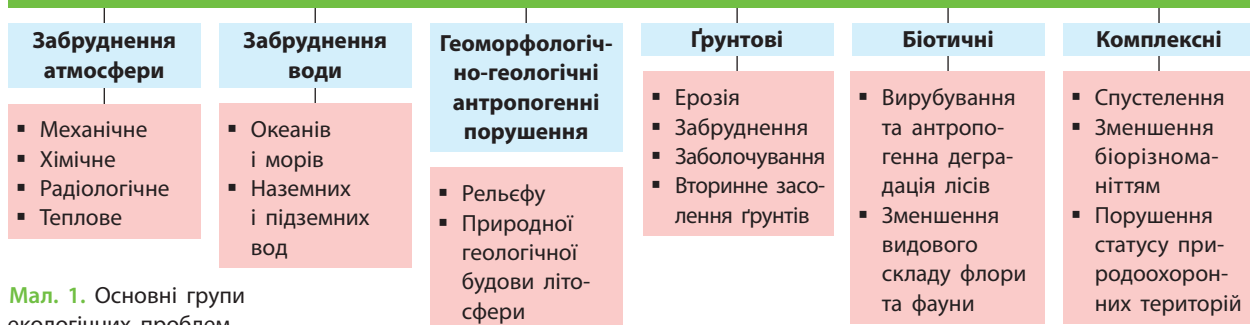 Забруднення
атмосфери
▪ Механічне
▪ Хімічне
▪ Радіологічне
▪ Теплове
Забруднення
води
▪ Океанів
і морів
▪ Наземних
і підземних
вод
Геоморфологіч-
но-геологічні
антропогенні
порушення
▪ Рельєфу
▪ Природної
геологічної
будови літо-
сфери
Ґрунтові
▪ Ерозія
▪ Забруднення
▪ Заболочування
▪ Вторинне засо-
лення ґрунтів
Біотичні
▪ Вирубування
та антропо-
генна дегра-
дація лісів
▪ Зменшення
видового
складу флори
та фауни
Комплексні
▪ Спустелення
▪ Зменшення
біорізнома-
ніттям
▪ Порушення
статусу при-
родоохорон-
них територій
Мал. 1. Основні групи
екологічних проблем